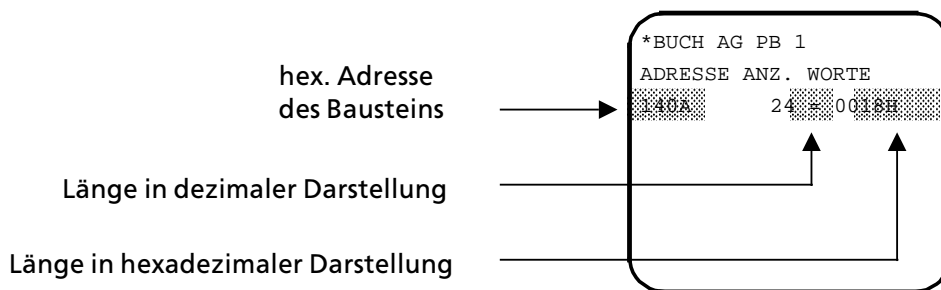 *BUCH AG PB 1
ADRESSE ANZ. WORTE
hex. Adresse
des Bausteins
140A 24 = 0018H
Länge in dezimaler Darstellung
Länge in hexadezimaler Darstellung